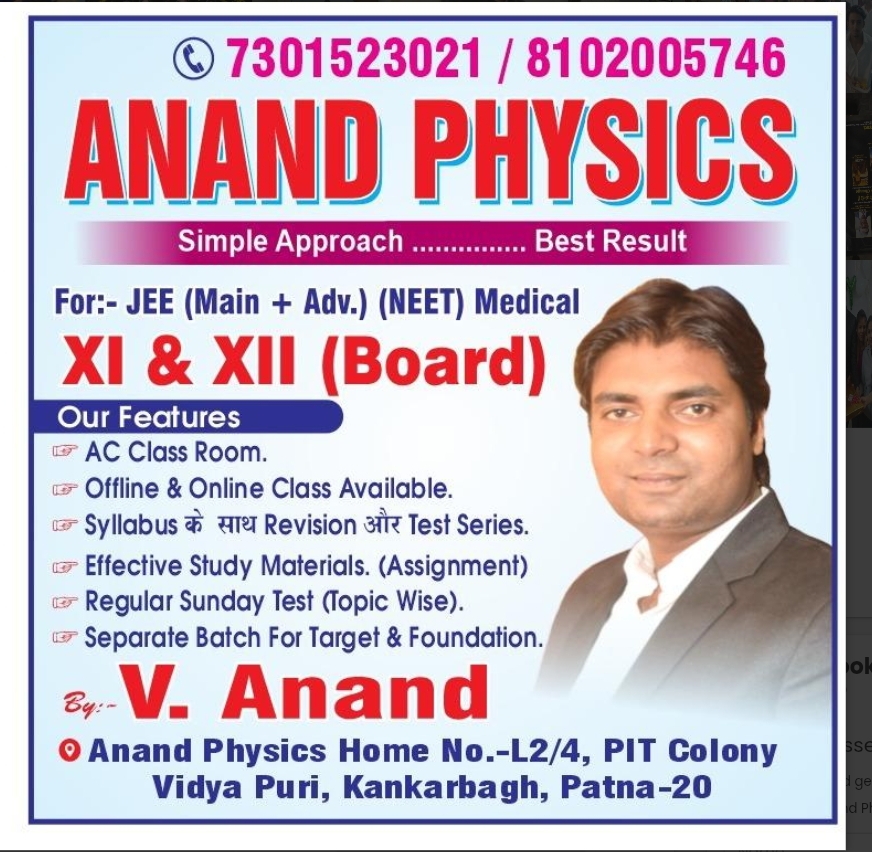 7301523021 / 8102005746
ANAND PHYSICS
Simple Approach ............... Best Result
For:- JEE (Main + Adv.) (NEET) Medical
XI & XII (Board)
Our Features
AC Class Room.
Offline & Online Class Available.
Syllabus के साथ Revision और Test Series.
Effective Study Materials. (Assignment)
Regular Sunday Test (Topic Wise).
Separate Batch For Target & Foundation.
By:- V. Anand
Anand Physics Home No.-L2/4, PIT Colony
Vidya Puri, Kankarbagh, Patna-20